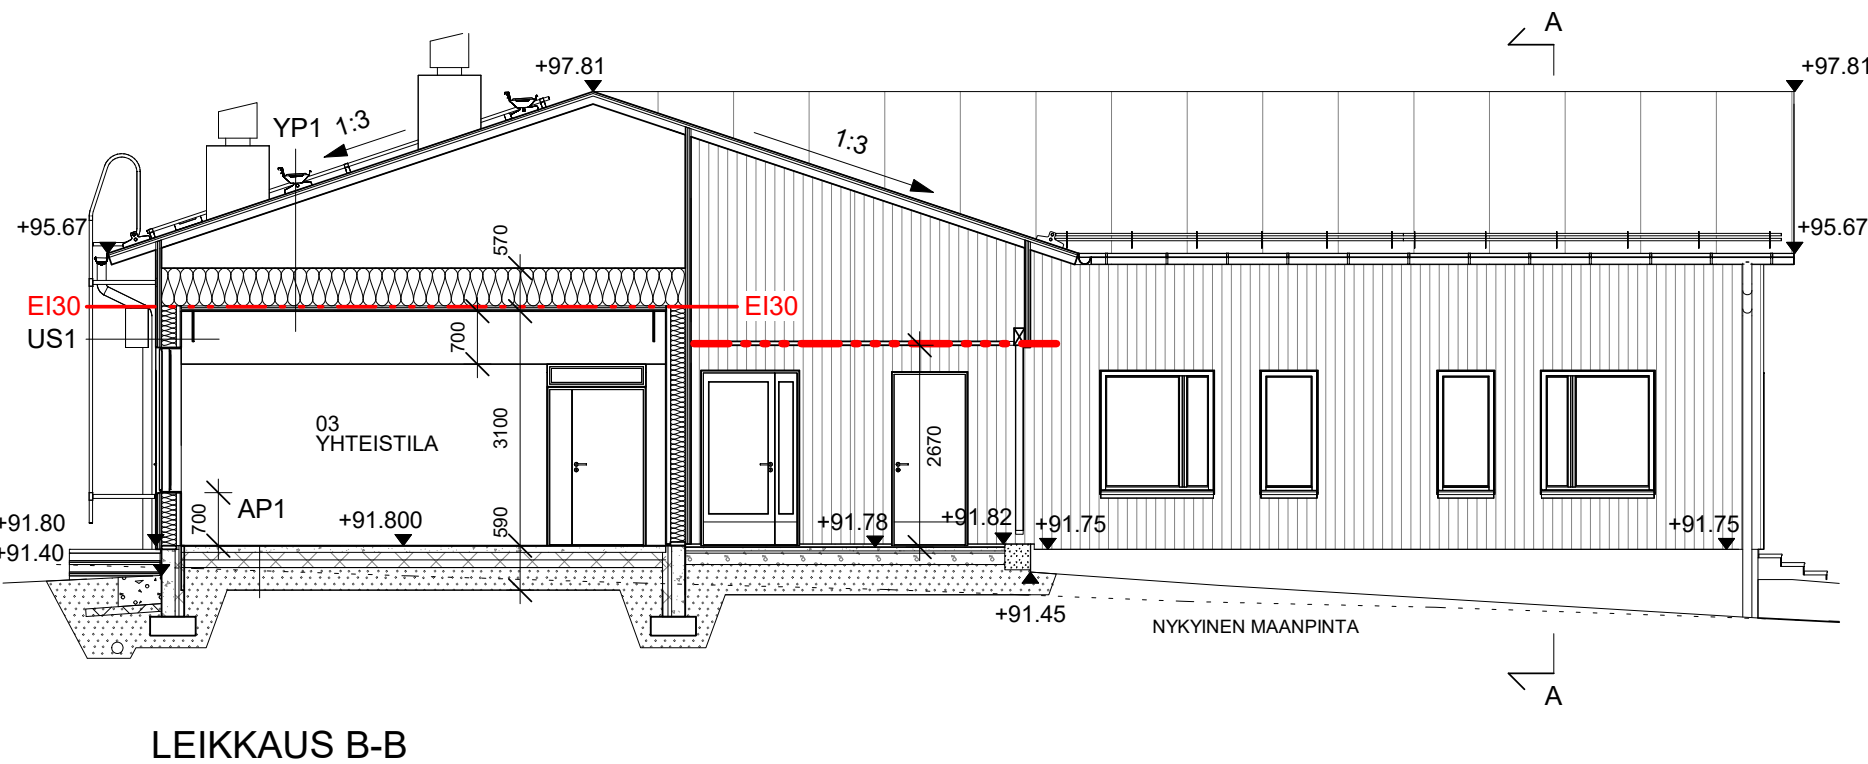 A
+97.81
+97.81
YP1
1:3
1:3
+95.67
+95.67
570
EI30
EI30
US1
700
03
YHTEISTILA
3100
2670
700
AP1
590
+91.80
+91.800
+91.78
+91.82
+91.75
+91.75
+91.40
+91.45
NYKYINEN MAANPINTA
A
LEIKKAUS B-B